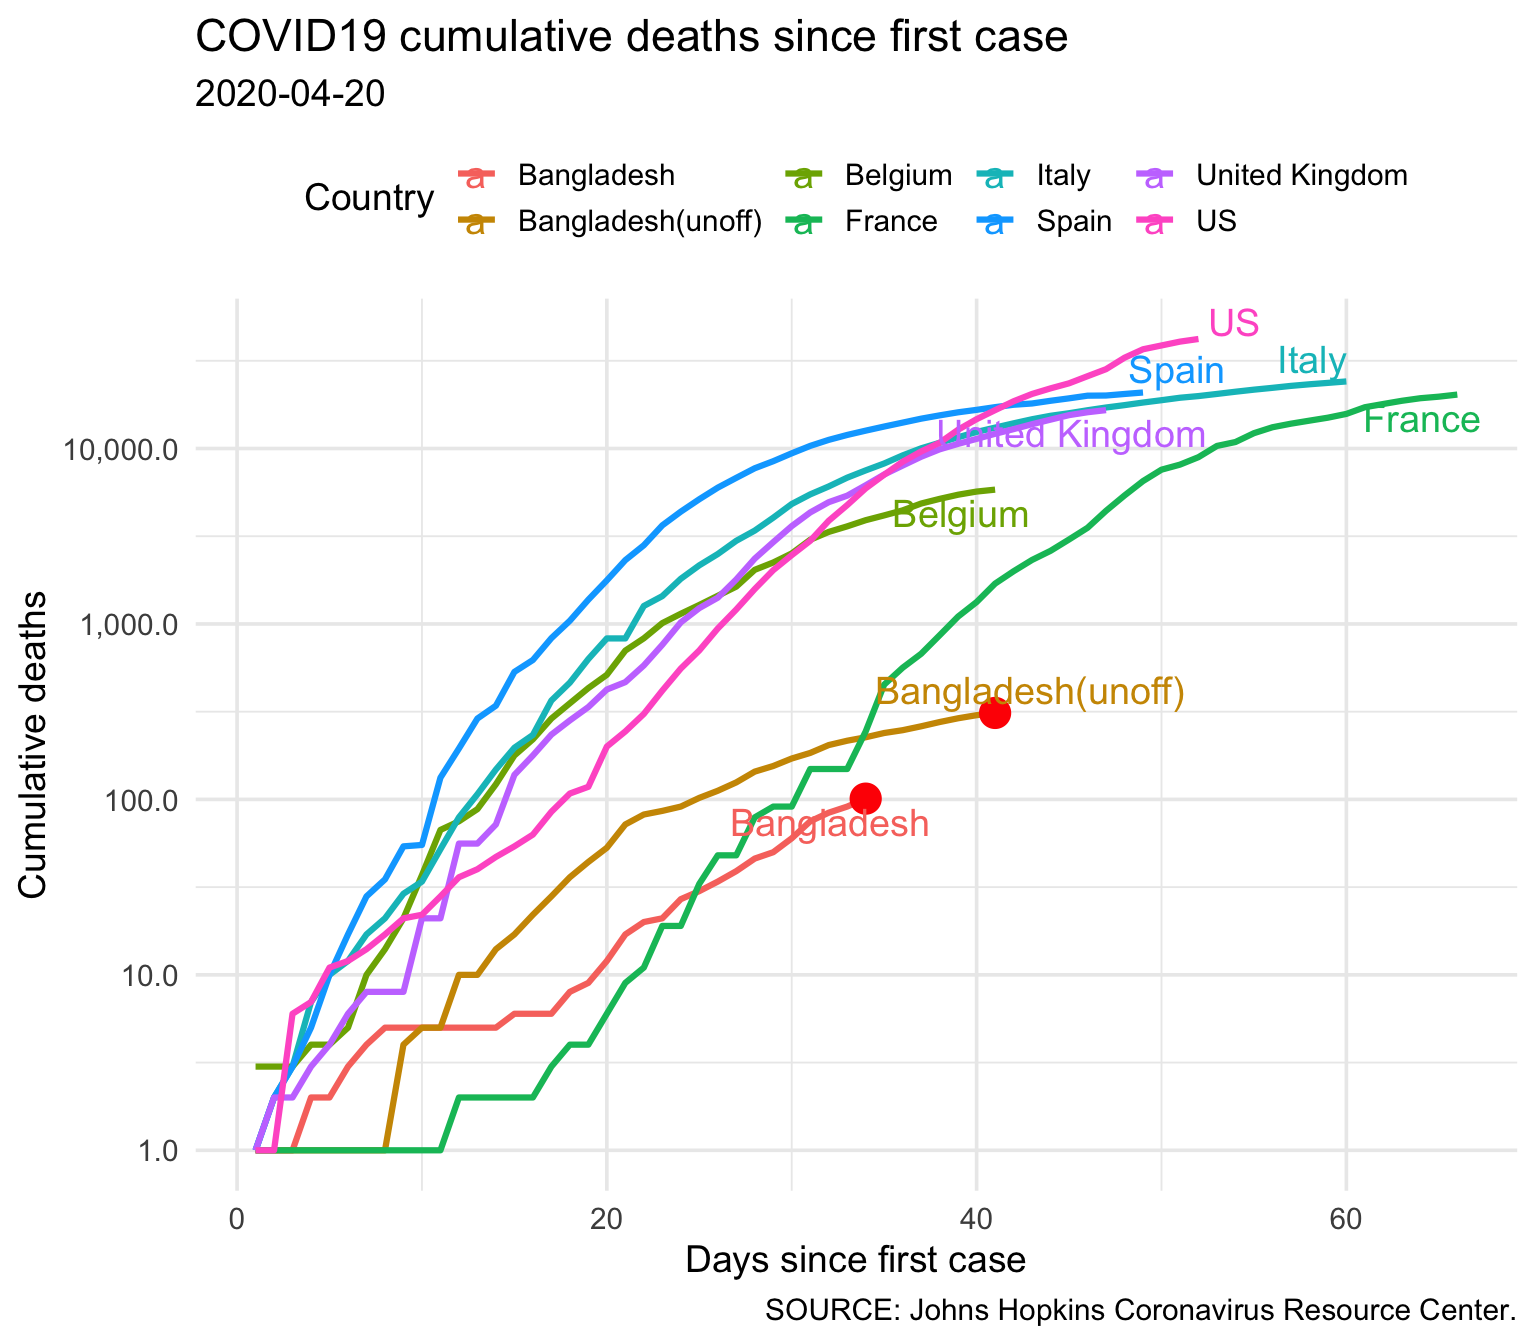 COVID19 cumulative deaths since first case
2020-04-20
Country
a Bangladesh a Belgium a Italy a United Kingdom
a Bangladesh(unoff) a France a Spain a US
US
Italy
Spain
France
United Kingdom
Belgium
Bangladesh(unoff)
Bangladesh
Cumulative deaths
10,000.0
1,000.0
100.0
10.0
1.0
0 20 40 60
Days since first case
SOURCE: Johns Hopkins Coronavirus Resource Center.